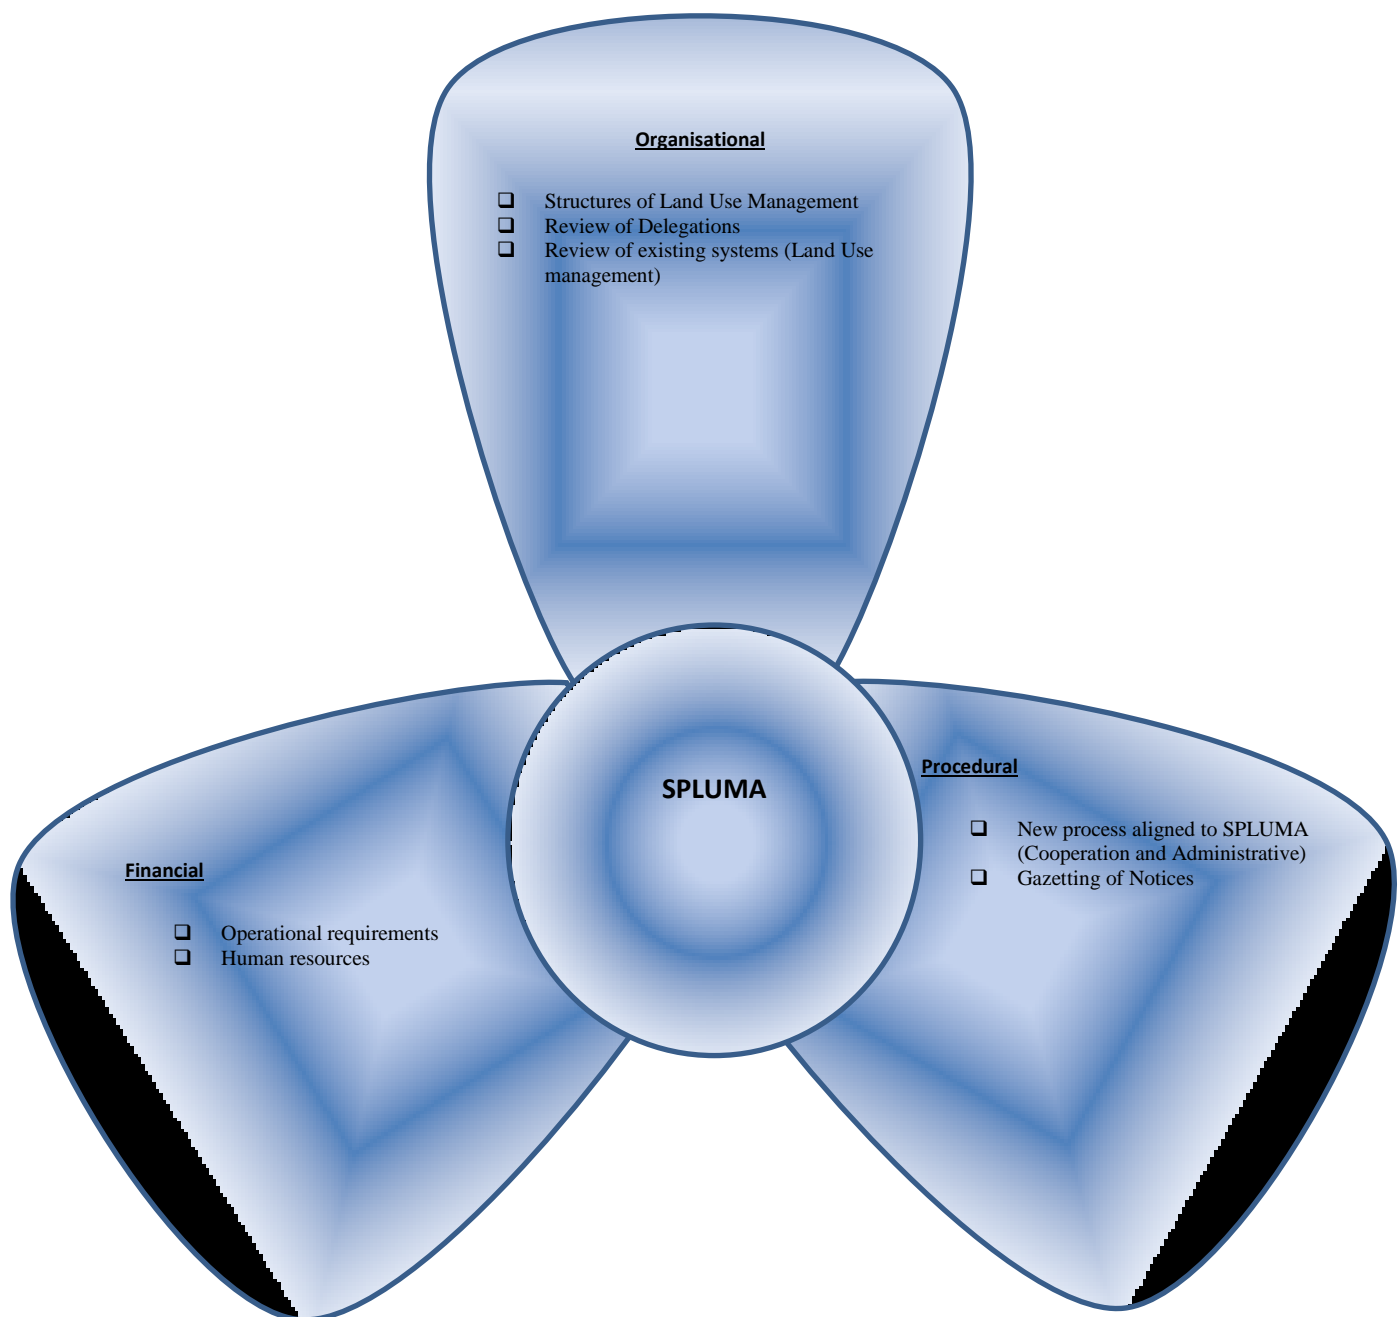 Organisational
❑ Structures of Land Use Management
❑ Review of Delegations
❑ Review of existing systems (Land Use
management)
SPLUMA
Procedural
❑ New process aligned to SPLUMA
(Cooperation and Administrative)
❑ Gazetting of Notices
Financial
❑ Operational requirements
❑ Human resources